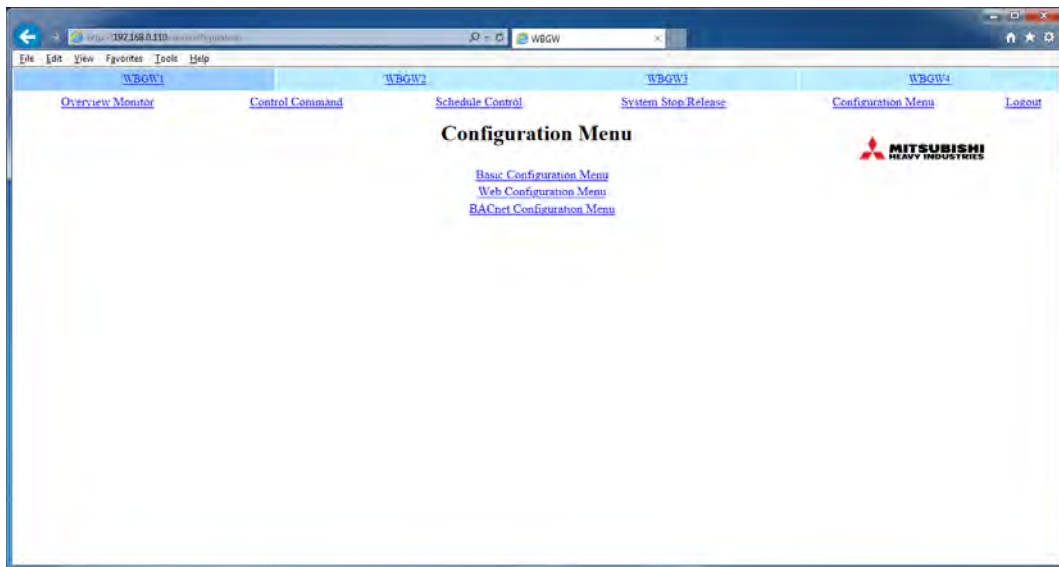 192.168.0.110
WBGW
File Edit View Favorites Tools Help
WBGW1 WBGW2 WBGW3 WBGW4
Overview Monitor Control Command Schedule Control System Stop/Release Configuration Menu Logout
Configuration Menu
MITSUBISHI
HEAVY INDUSTRIES
Basic Configuration Menu
Web Configuration Menu
BACnet Configuration Menu